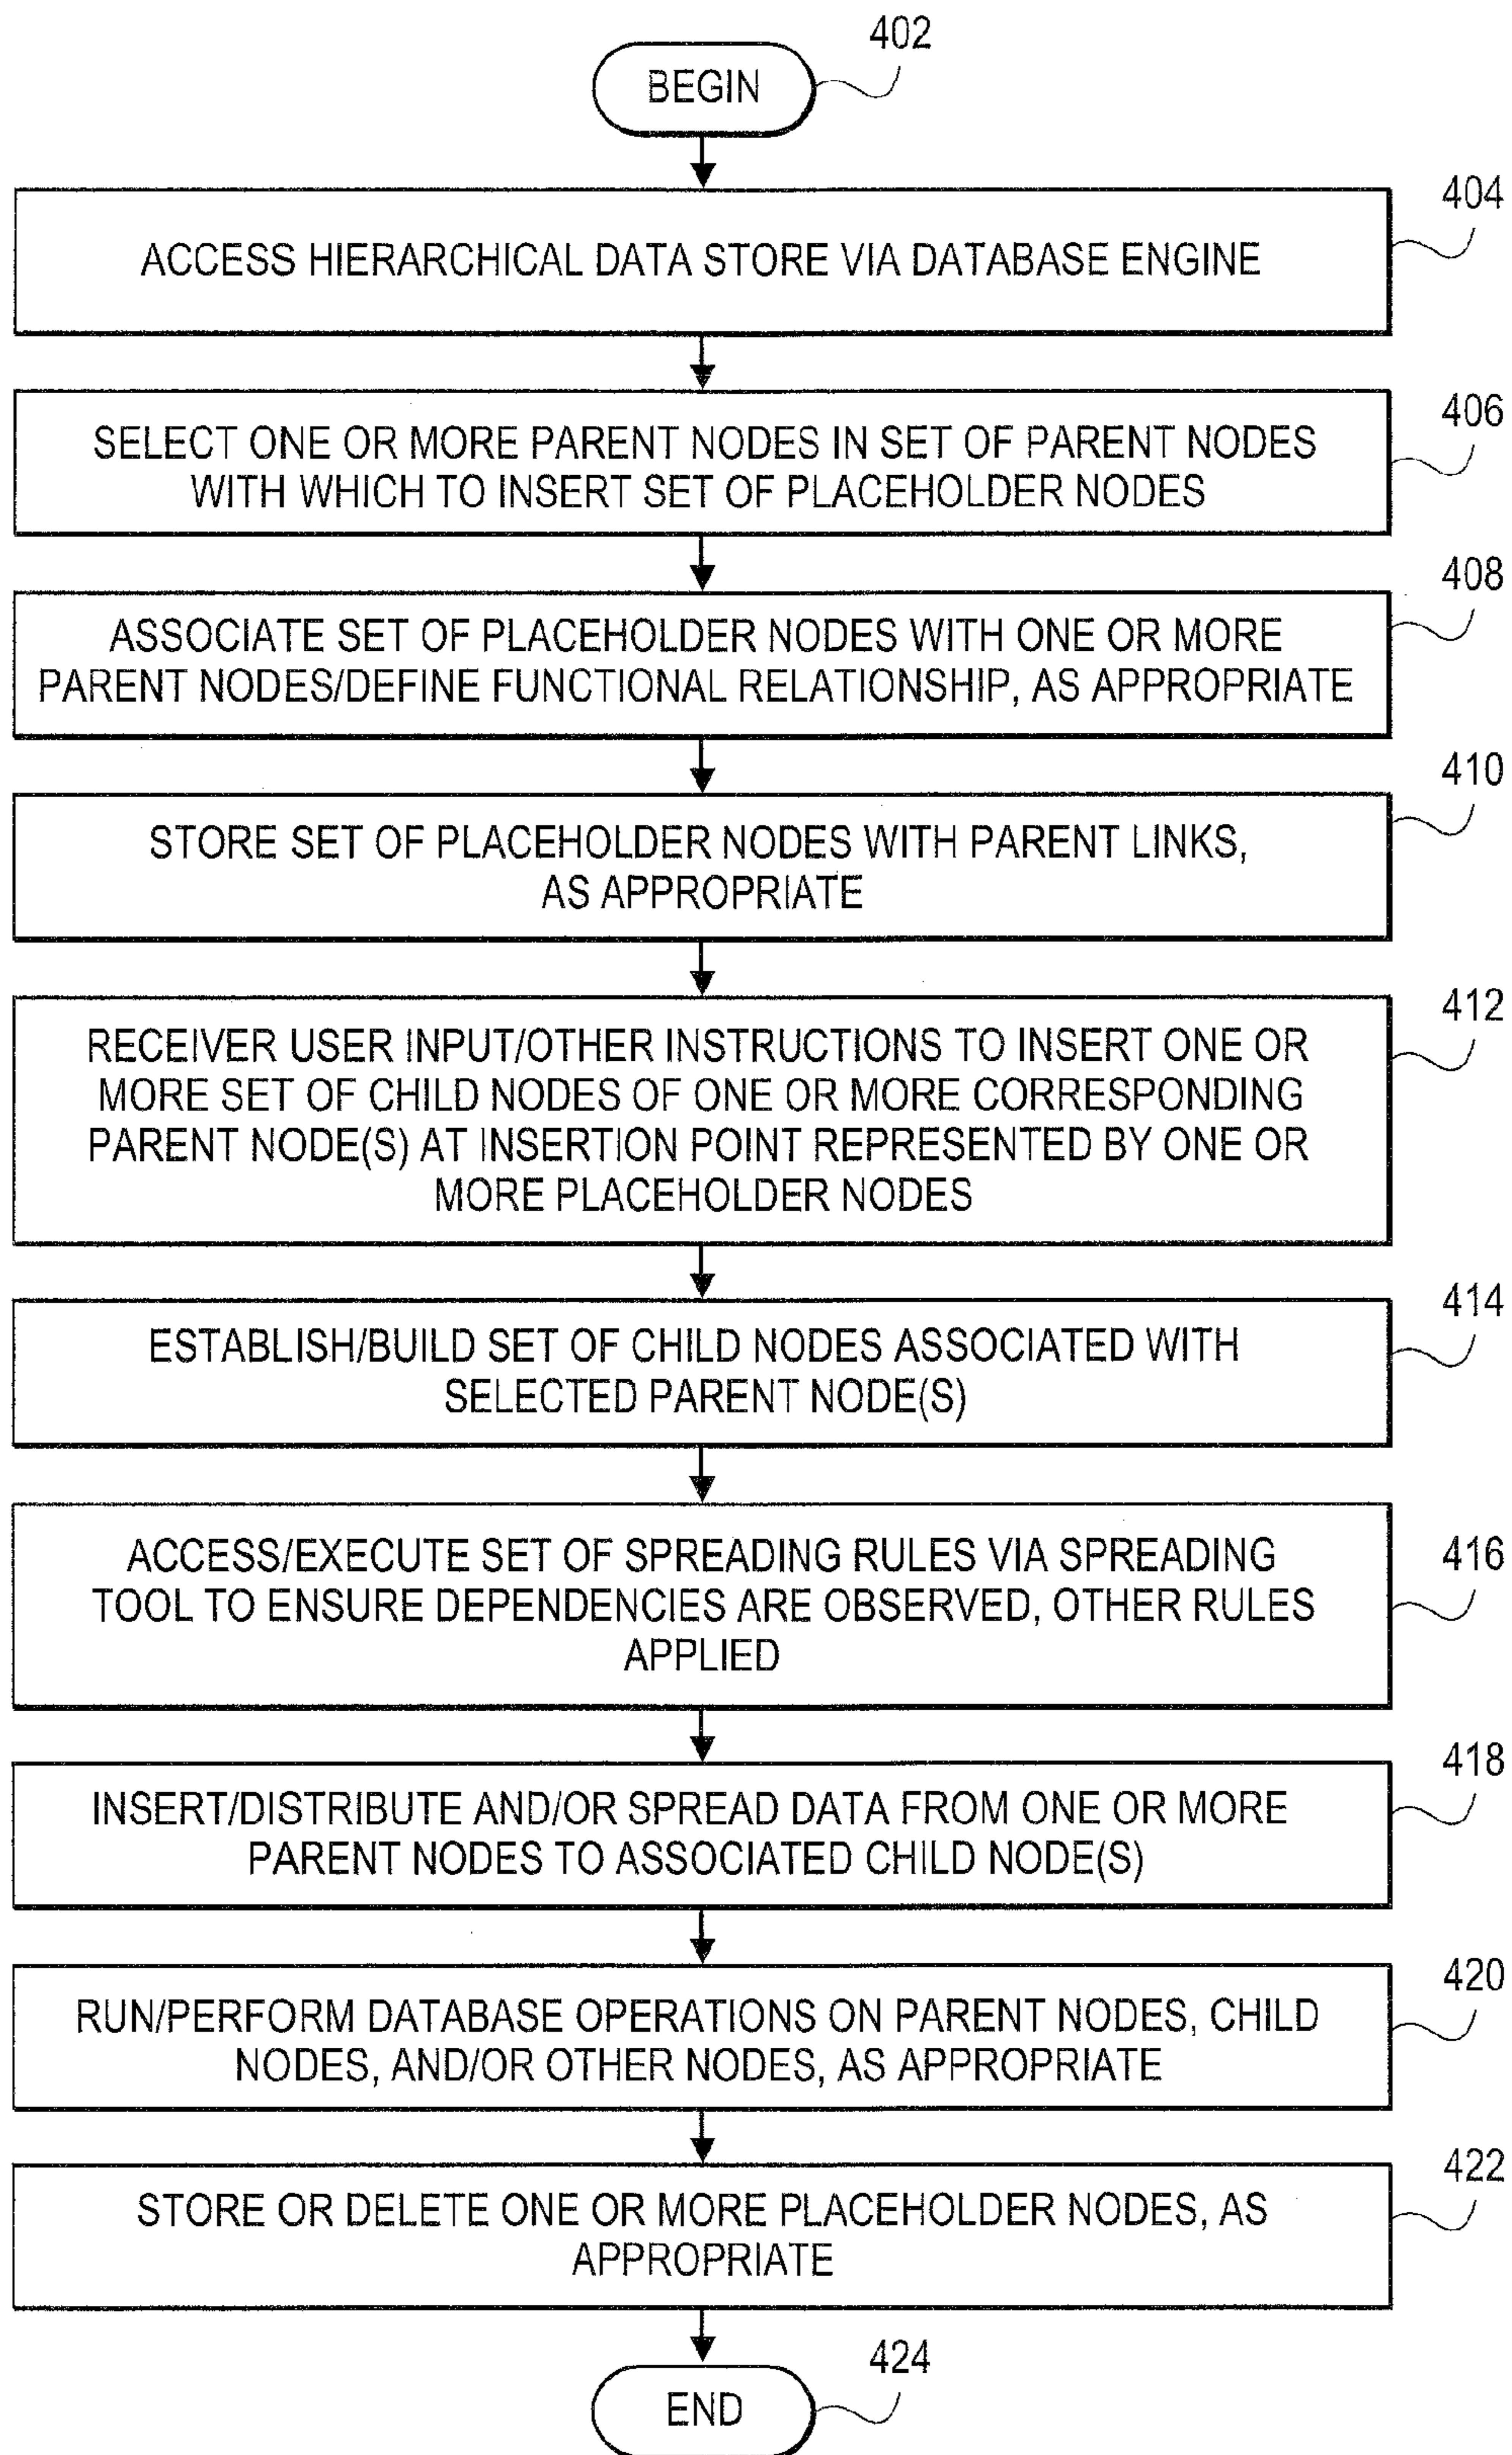 402
BEGIN
404
ACCESS HIERARCHICAL DATA STORE VIA DATABASE ENGINE
406
SELECT ONE OR MORE PARENT NODES IN SET OF PARENT NODES
WITH WHICH TO INSERT SET OF PLACEHOLDER NODES
408
ASSOCIATE SET OF PLACEHOLDER NODES WITH ONE OR MORE
PARENT NODES/DEFINE FUNCTIONAL RELATIONSHIP, AS APPROPRIATE
410
STORE SET OF PLACEHOLDER NODES WITH PARENT LINKS,
AS APPROPRIATE
412
RECEIVER USER INPUT/OTHER INSTRUCTIONS TO INSERT ONE OR
MORE SET OF CHILD NODES OF ONE OR MORE CORRESPONDING
PARENT NODE(S) AT INSERTION POINT REPRESENTED BY ONE OR
MORE PLACEHOLDER NODES
414
ESTABLISH/BUILD SET OF CHILD NODES ASSOCIATED WITH
SELECTED PARENT NODE(S)
416
ACCESS/EXECUTE SET OF SPREADING RULES VIA SPREADING
TOOL TO ENSURE DEPENDENCIES ARE OBSERVED, OTHER RULES
APPLIED
418
INSERT/DISTRIBUTE AND/OR SPREAD DATA FROM ONE OR MORE
PARENT NODES TO ASSOCIATED CHILD NODE(S)
420
RUN/PERFORM DATABASE OPERATIONS ON PARENT NODES, CHILD
NODES, AND/OR OTHER NODES, AS APPROPRIATE
422
STORE OR DELETE ONE OR MORE PLACEHOLDER NODES, AS
APPROPRIATE
424
END